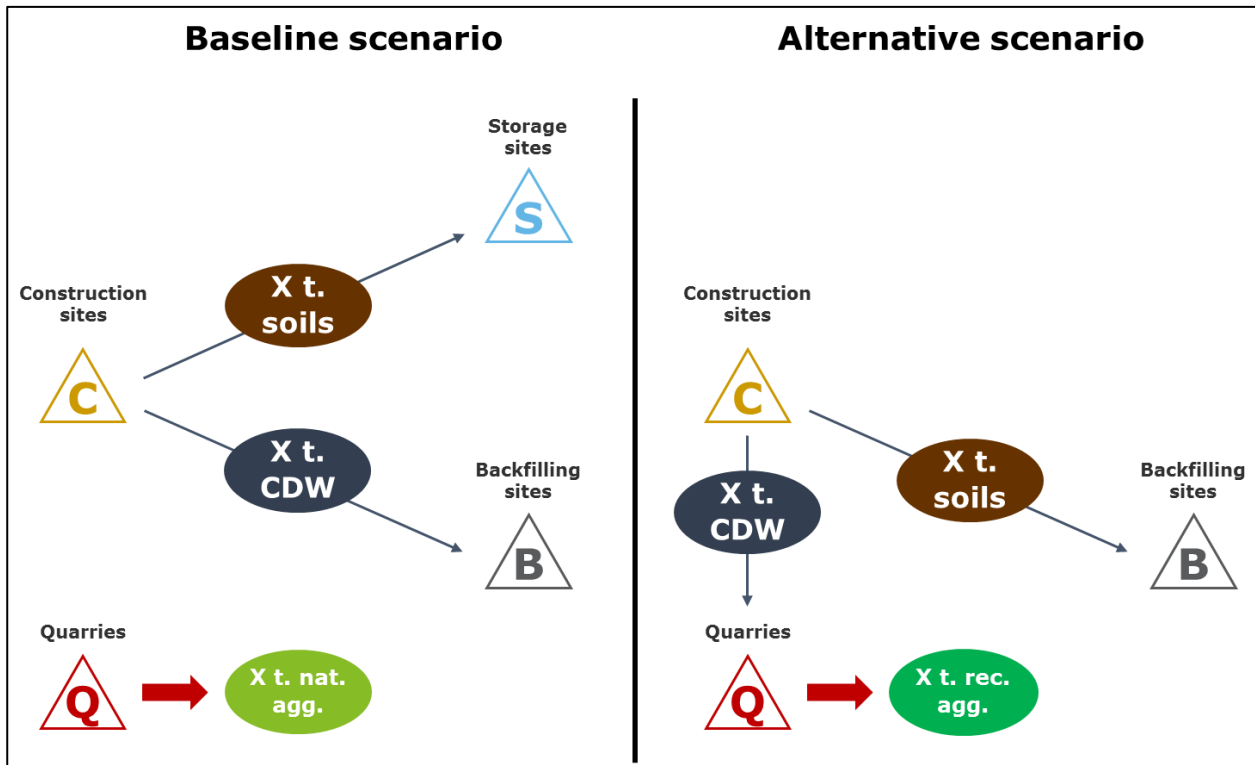 Baseline scenario
Storage
sites
S
X t.
soils
Construction
sites
C
X t.
CDW
Backfilling
sites
B
Quarries
Q
X t. nat.
agg.
Alternative scenario
Construction
sites
C
X t.
soils
X t.
CDW
Backfilling
sites
B
Quarries
Q
X t. rec.
agg.